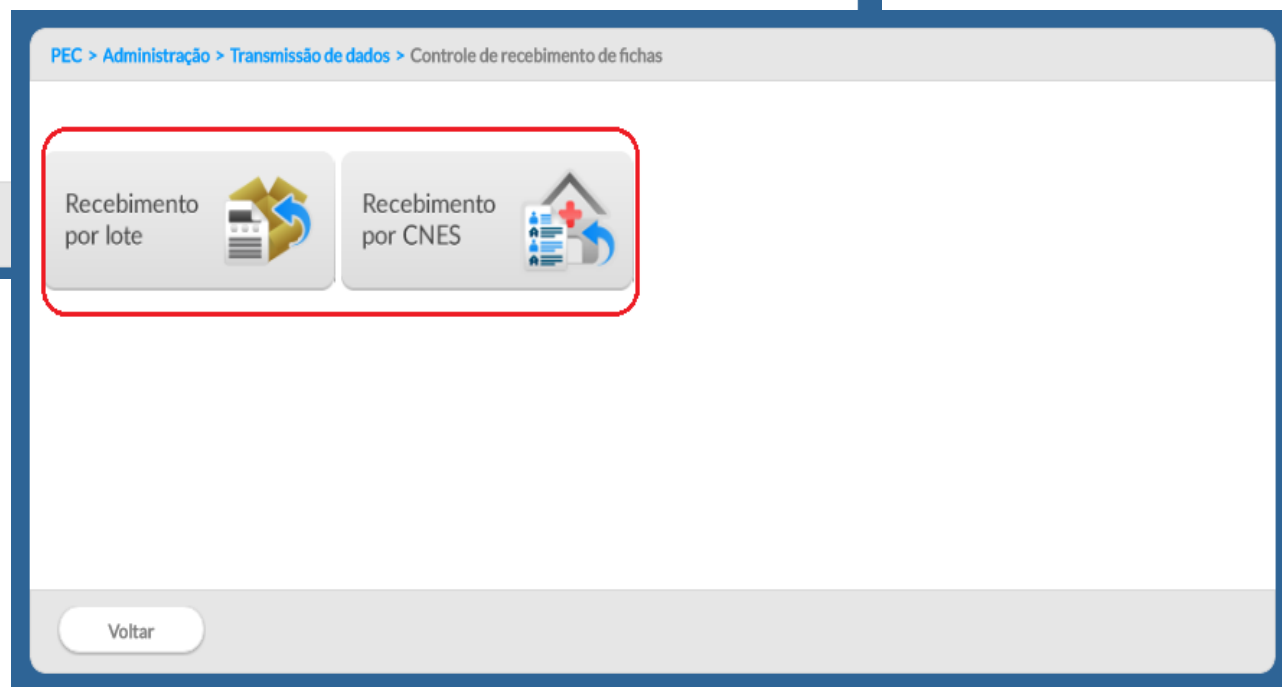 PEC > Administração > Transmissão de dados > Controle de recebimento de fichas
Recebimento
por lote
Recebimento
por CNES
Voltar